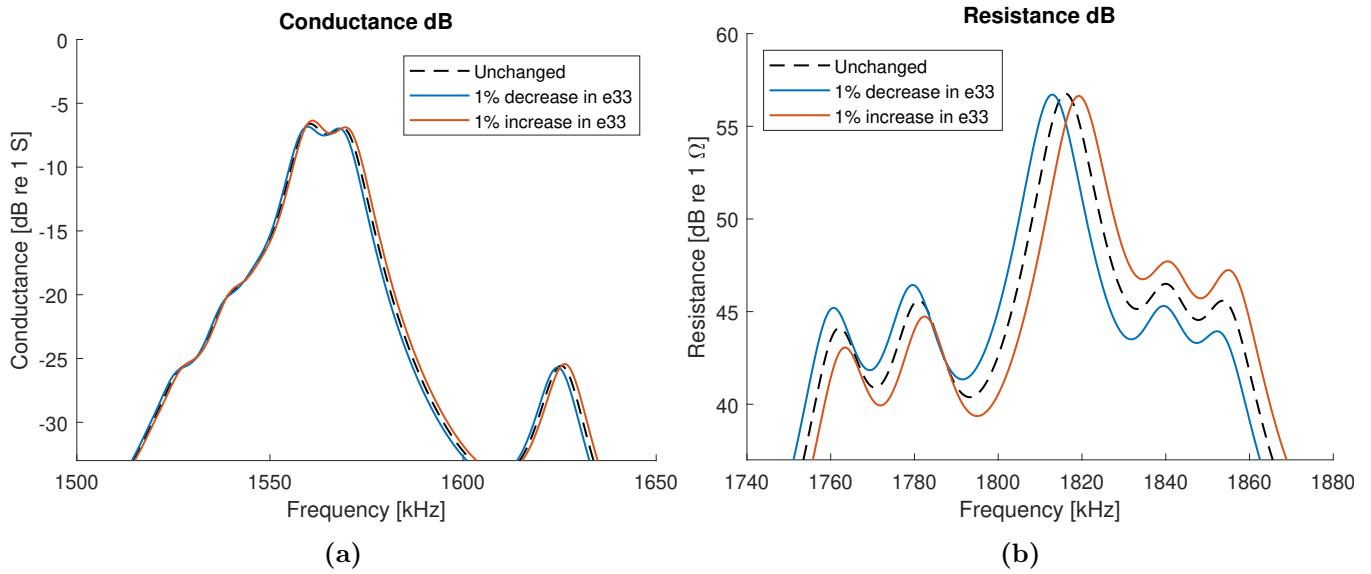 Conductance dB
0
-5
-10
-15
-20
-25
-30
Conductance [dB re 1 S]
Unchanged
1% decrease in e33
1% increase in e33
1500
1550
1600
1650
Frequency [kHz]
(a)
Resistance dB
60
55
50
45
40
Resistance [dB re 1 Ω]
Unchanged
1% decrease in e33
1% increase in e33
1740
1760
1780
1800
1820
1840
1860
1880
Frequency [kHz]
(b)